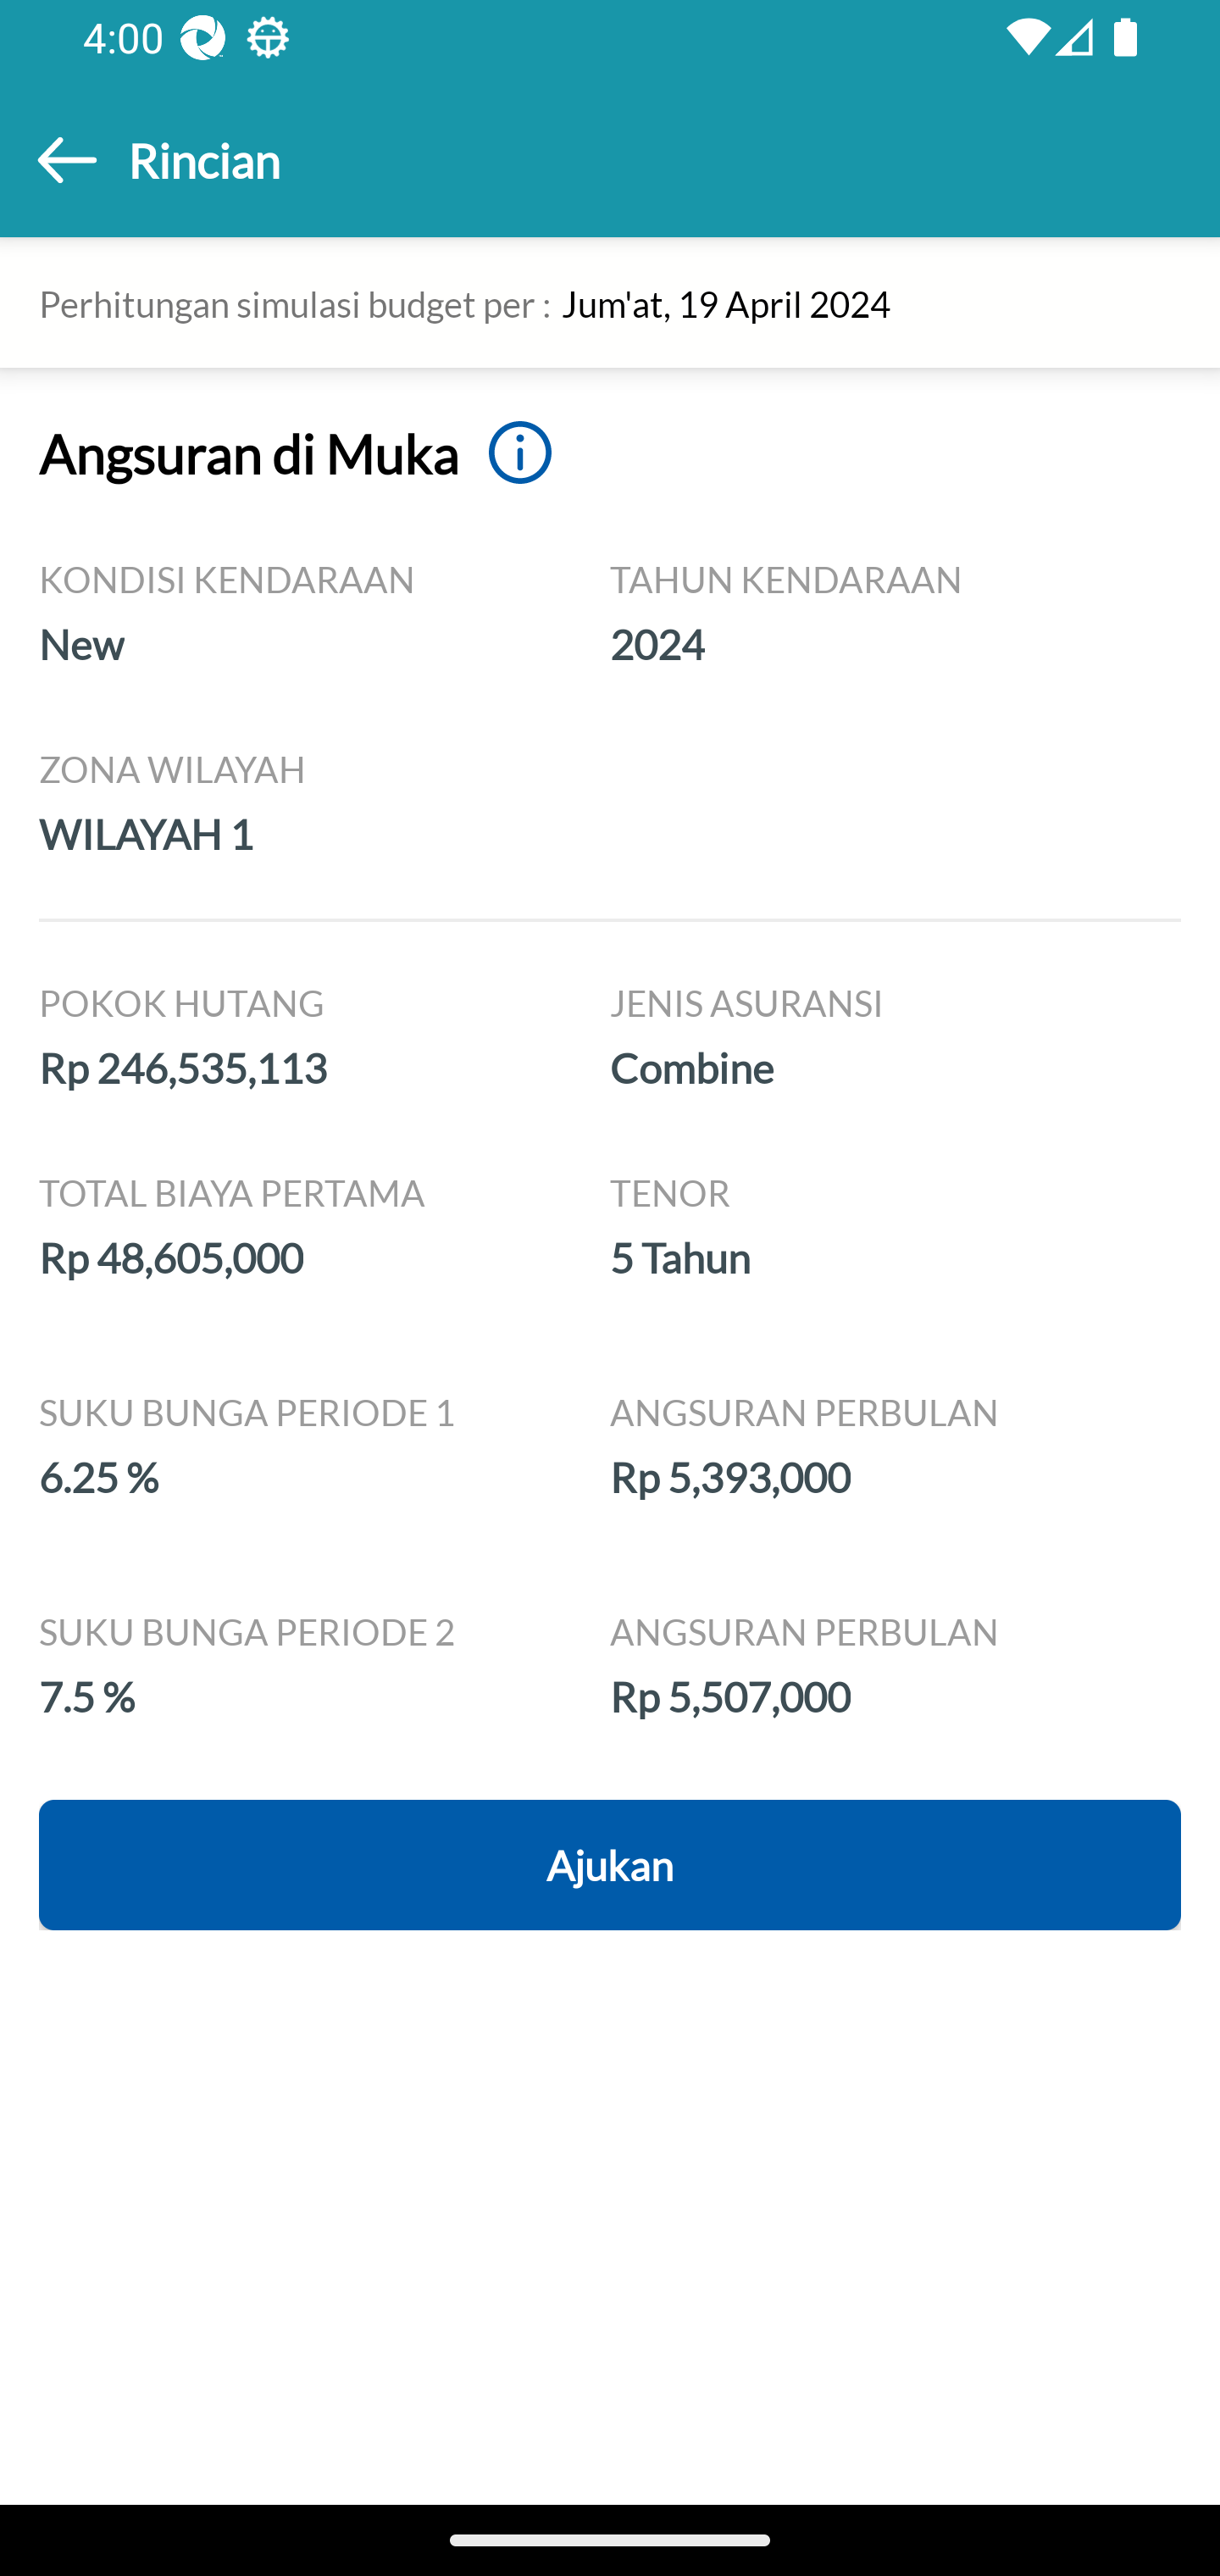 4:00
Rincian
Perhitungan simulasi budget per : Jum'at, 19 April 2024
Angsuran di Muka
KONDISI KENDARAAN TAHUN KENDARAAN
New 2024
ZONA WILAYAH
WILAYAH 1
POKOK HUTANG JENIS ASURANSI
Rp 246,535,113 Combine
TOTAL BIAYA PERTAMA TENOR
Rp 48,605,000 5 Tahun
SUKU BUNGA PERIODE 1 ANGSURAN PERBULAN
6.25 % Rp 5,393,000
SUKU BUNGA PERIODE 2 ANGSURAN PERBULAN
7.5 % Rp 5,507,000
Ajukan